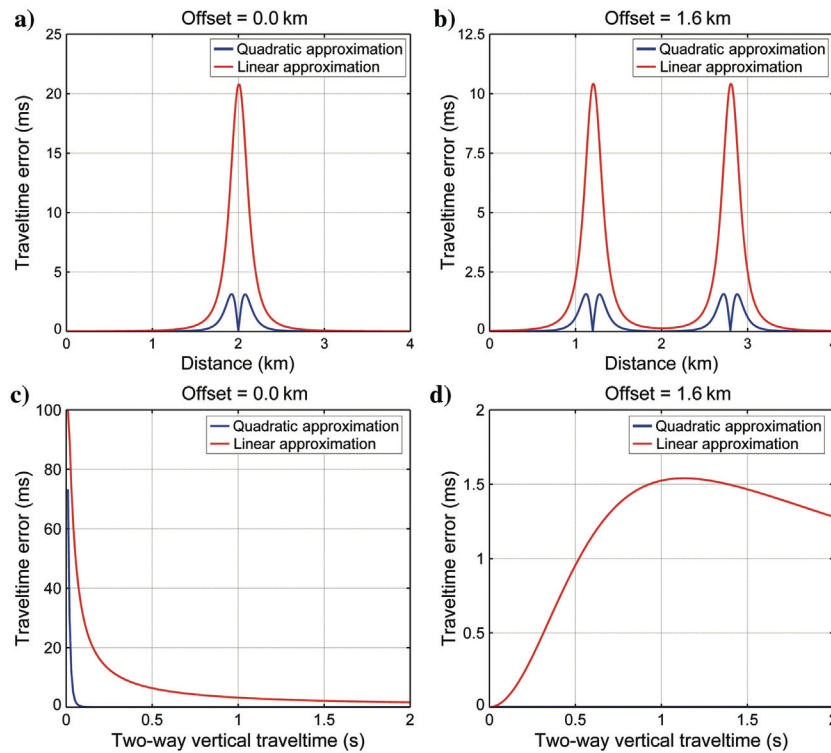 a)
Offset = 0.0 km
25
20
15
10
5
0
Traveltime error (ms)
Quadratic approximation
Linear approximation
0 1 2 3 4
Distance (km)
b)
Offset = 1.6 km
12.5
10
7.5
5
2.5
0
Traveltime error (ms)
Quadratic approximation
Linear approximation
0 1 2 3 4
Distance (km)
c)
Offset = 0.0 km
100
80
60
40
20
0
Traveltime error (ms)
Quadratic approximation
Linear approximation
0 0.5 1 1.5 2
Two-way vertical traveltime (s)
d)
Offset = 1.6 km
2
1.5
1
0.5
0
Traveltime error (ms)
Quadratic approximation
Linear approximation
0 0.5 1 1.5 2
Two-way vertical traveltime (s)